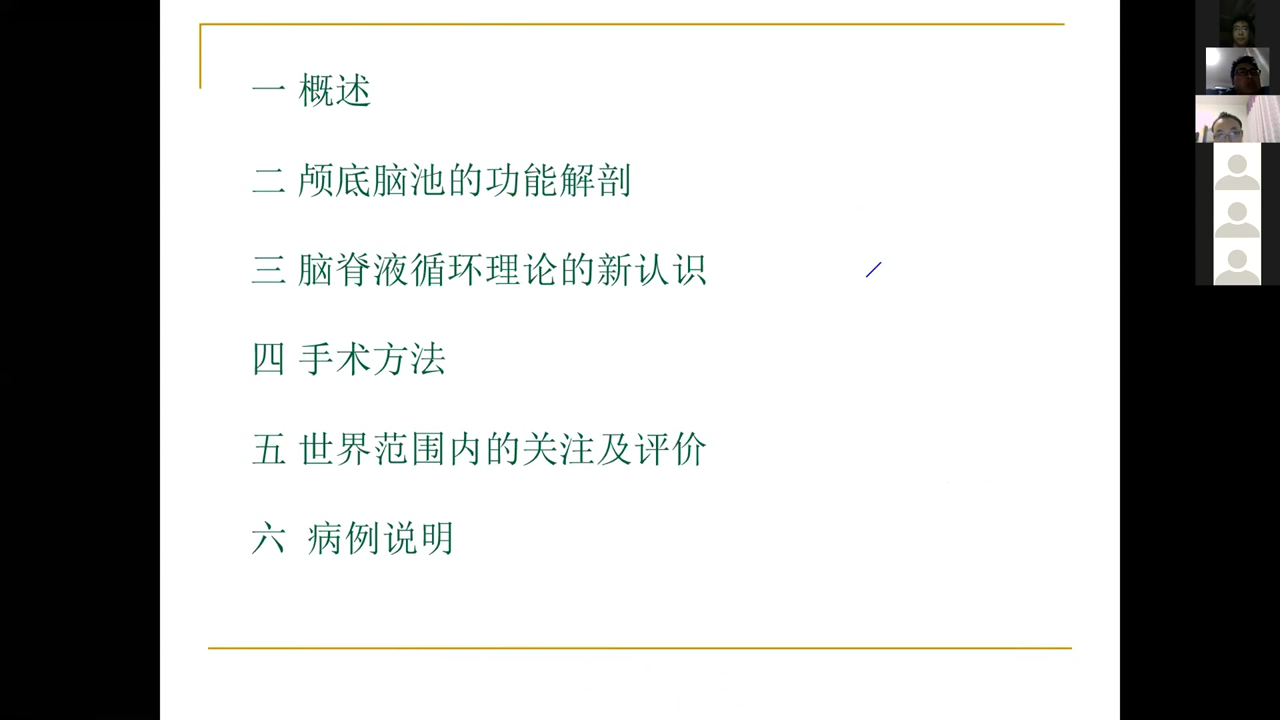 一 概述
二 颅底脑池的功能解剖
三 脑脊液循环理论的新认识
四 手术方法
五 世界范围内的关注及评价
六 病例说明